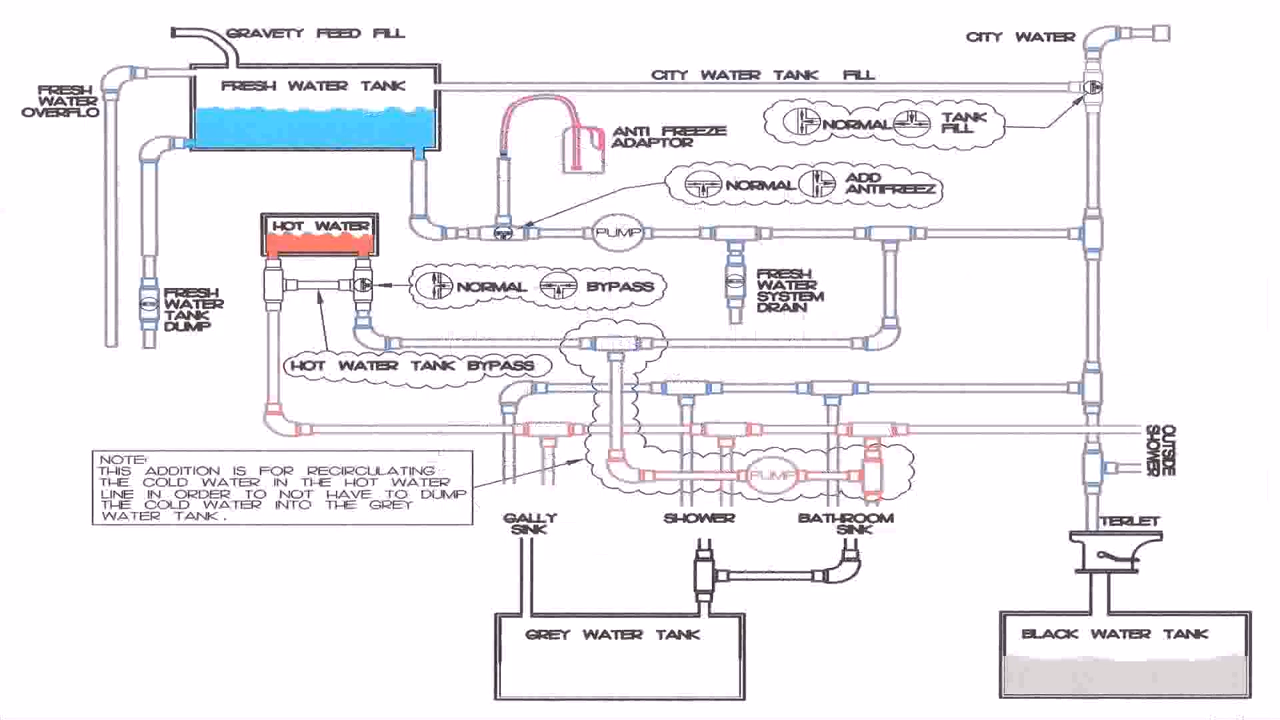 GRAVETY FEED FILL
CITY WATER
FRESH WATER TANK
CITY WATER TANK FILL
FRESH
WATER
OVERFLO
NORMAL
TANK
FILL
ANTI FREEZE
ADAPTOR
NORMAL
ADD
ANTIFREEZ
HOT WATER
PUMP
FRESH
WATER
SYSTEM
DRAIN
NORMAL
BYPASS
FRESH
WATER
TANK
DUMP
HOT WATER TANK BYPASS
OUTSIDE
SHOWER
NOTE:
THIS ADDITION IS FOR RECIRCULATING
THE COLD WATER IN THE HOT WATER
LINE IN ORDER TO NOT HAVE TO DUMP
THE COLD WATER INTO THE GREY
WATER TANK.
PUMP
GALLY
SINK
SHOWER
BATHROOM
SINK
TERLET
GREY WATER TANK
BLACK WATER TANK